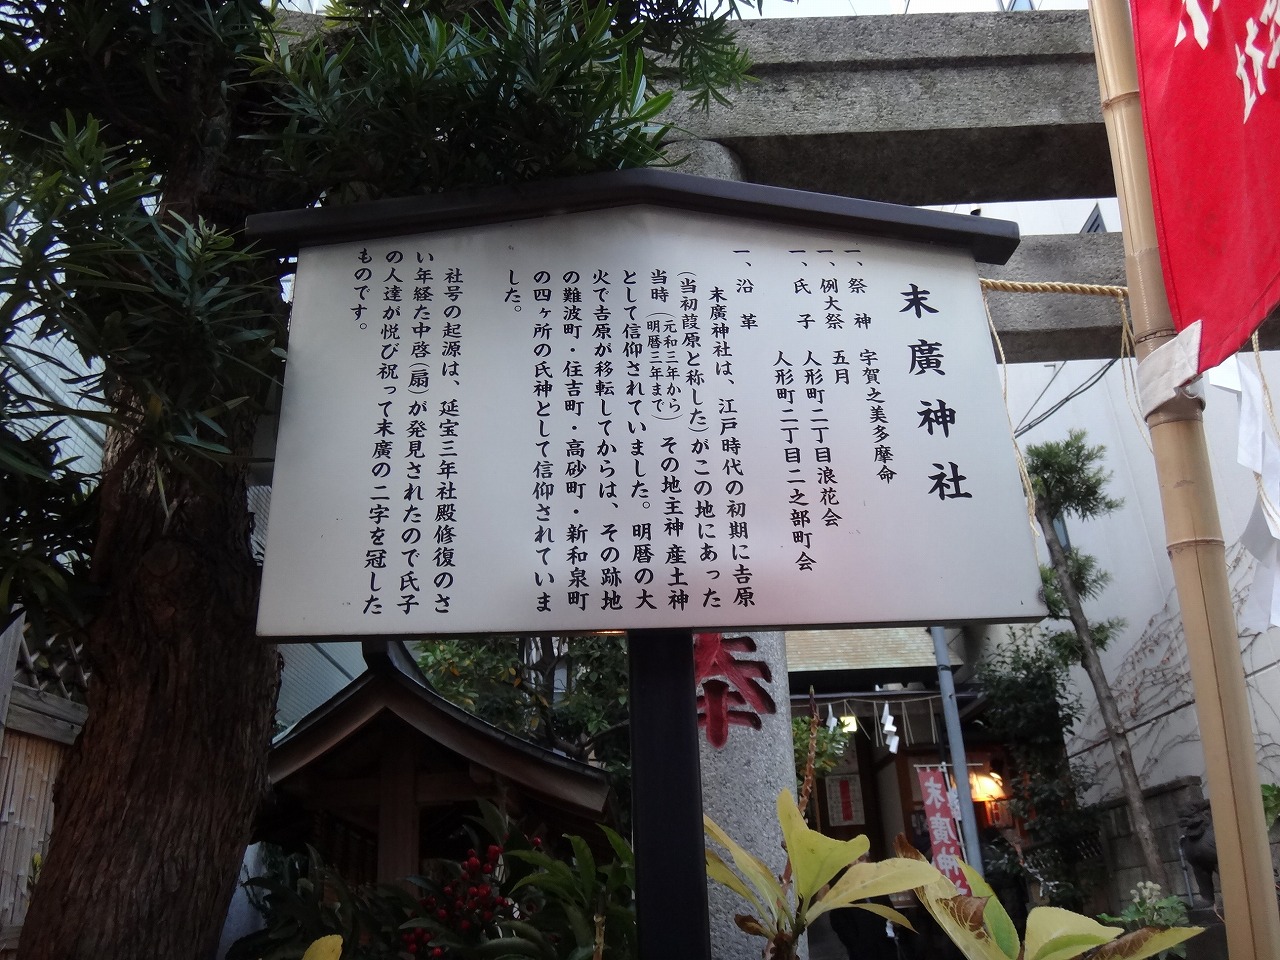 末廣神社
一、祭神 宇賀之美多摩命
一、例大祭 五月
一、氏子 人形町二丁目浪花会
人形町二丁目二之部町会
一、沿革
末廣神社は、江戸時代の初期に吉原
(当初葭原と称した)がこの地にあった
当時(元和三年から明暦三年まで)その地主神産土神
として信仰されていました。明暦の大
火で吉原が移転してからは、その跡地
の難波町・住吉町・高砂町・新和泉町
の四ヶ所の氏神として信仰されていま
した。
社号の起源は、延宝三年社殿修復のさ
い年経た中啓(扇)が発見されたので氏子
の人達が悦び祝って末廣の二字を冠した
ものです。
奉
末廣神社